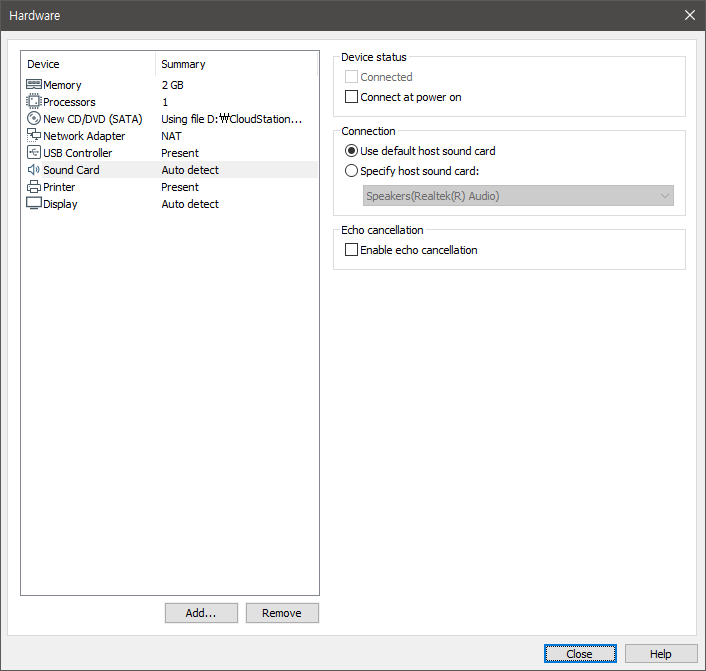 Hardware
Device Summary
Memory 2 GB
Processors 1
New CD/DVD (SATA) Using file D:₩CloudStation...
Network Adapter NAT
USB Controller Present
Sound Card Auto detect
Printer Present
Display Auto detect
Add... Remove
Device status
Connected
Connect at power on
Connection
Use default host sound card
Specify host sound card:
Speakers(Realtek(R) Audio)
Echo cancellation
Enable echo cancellation
Close Help